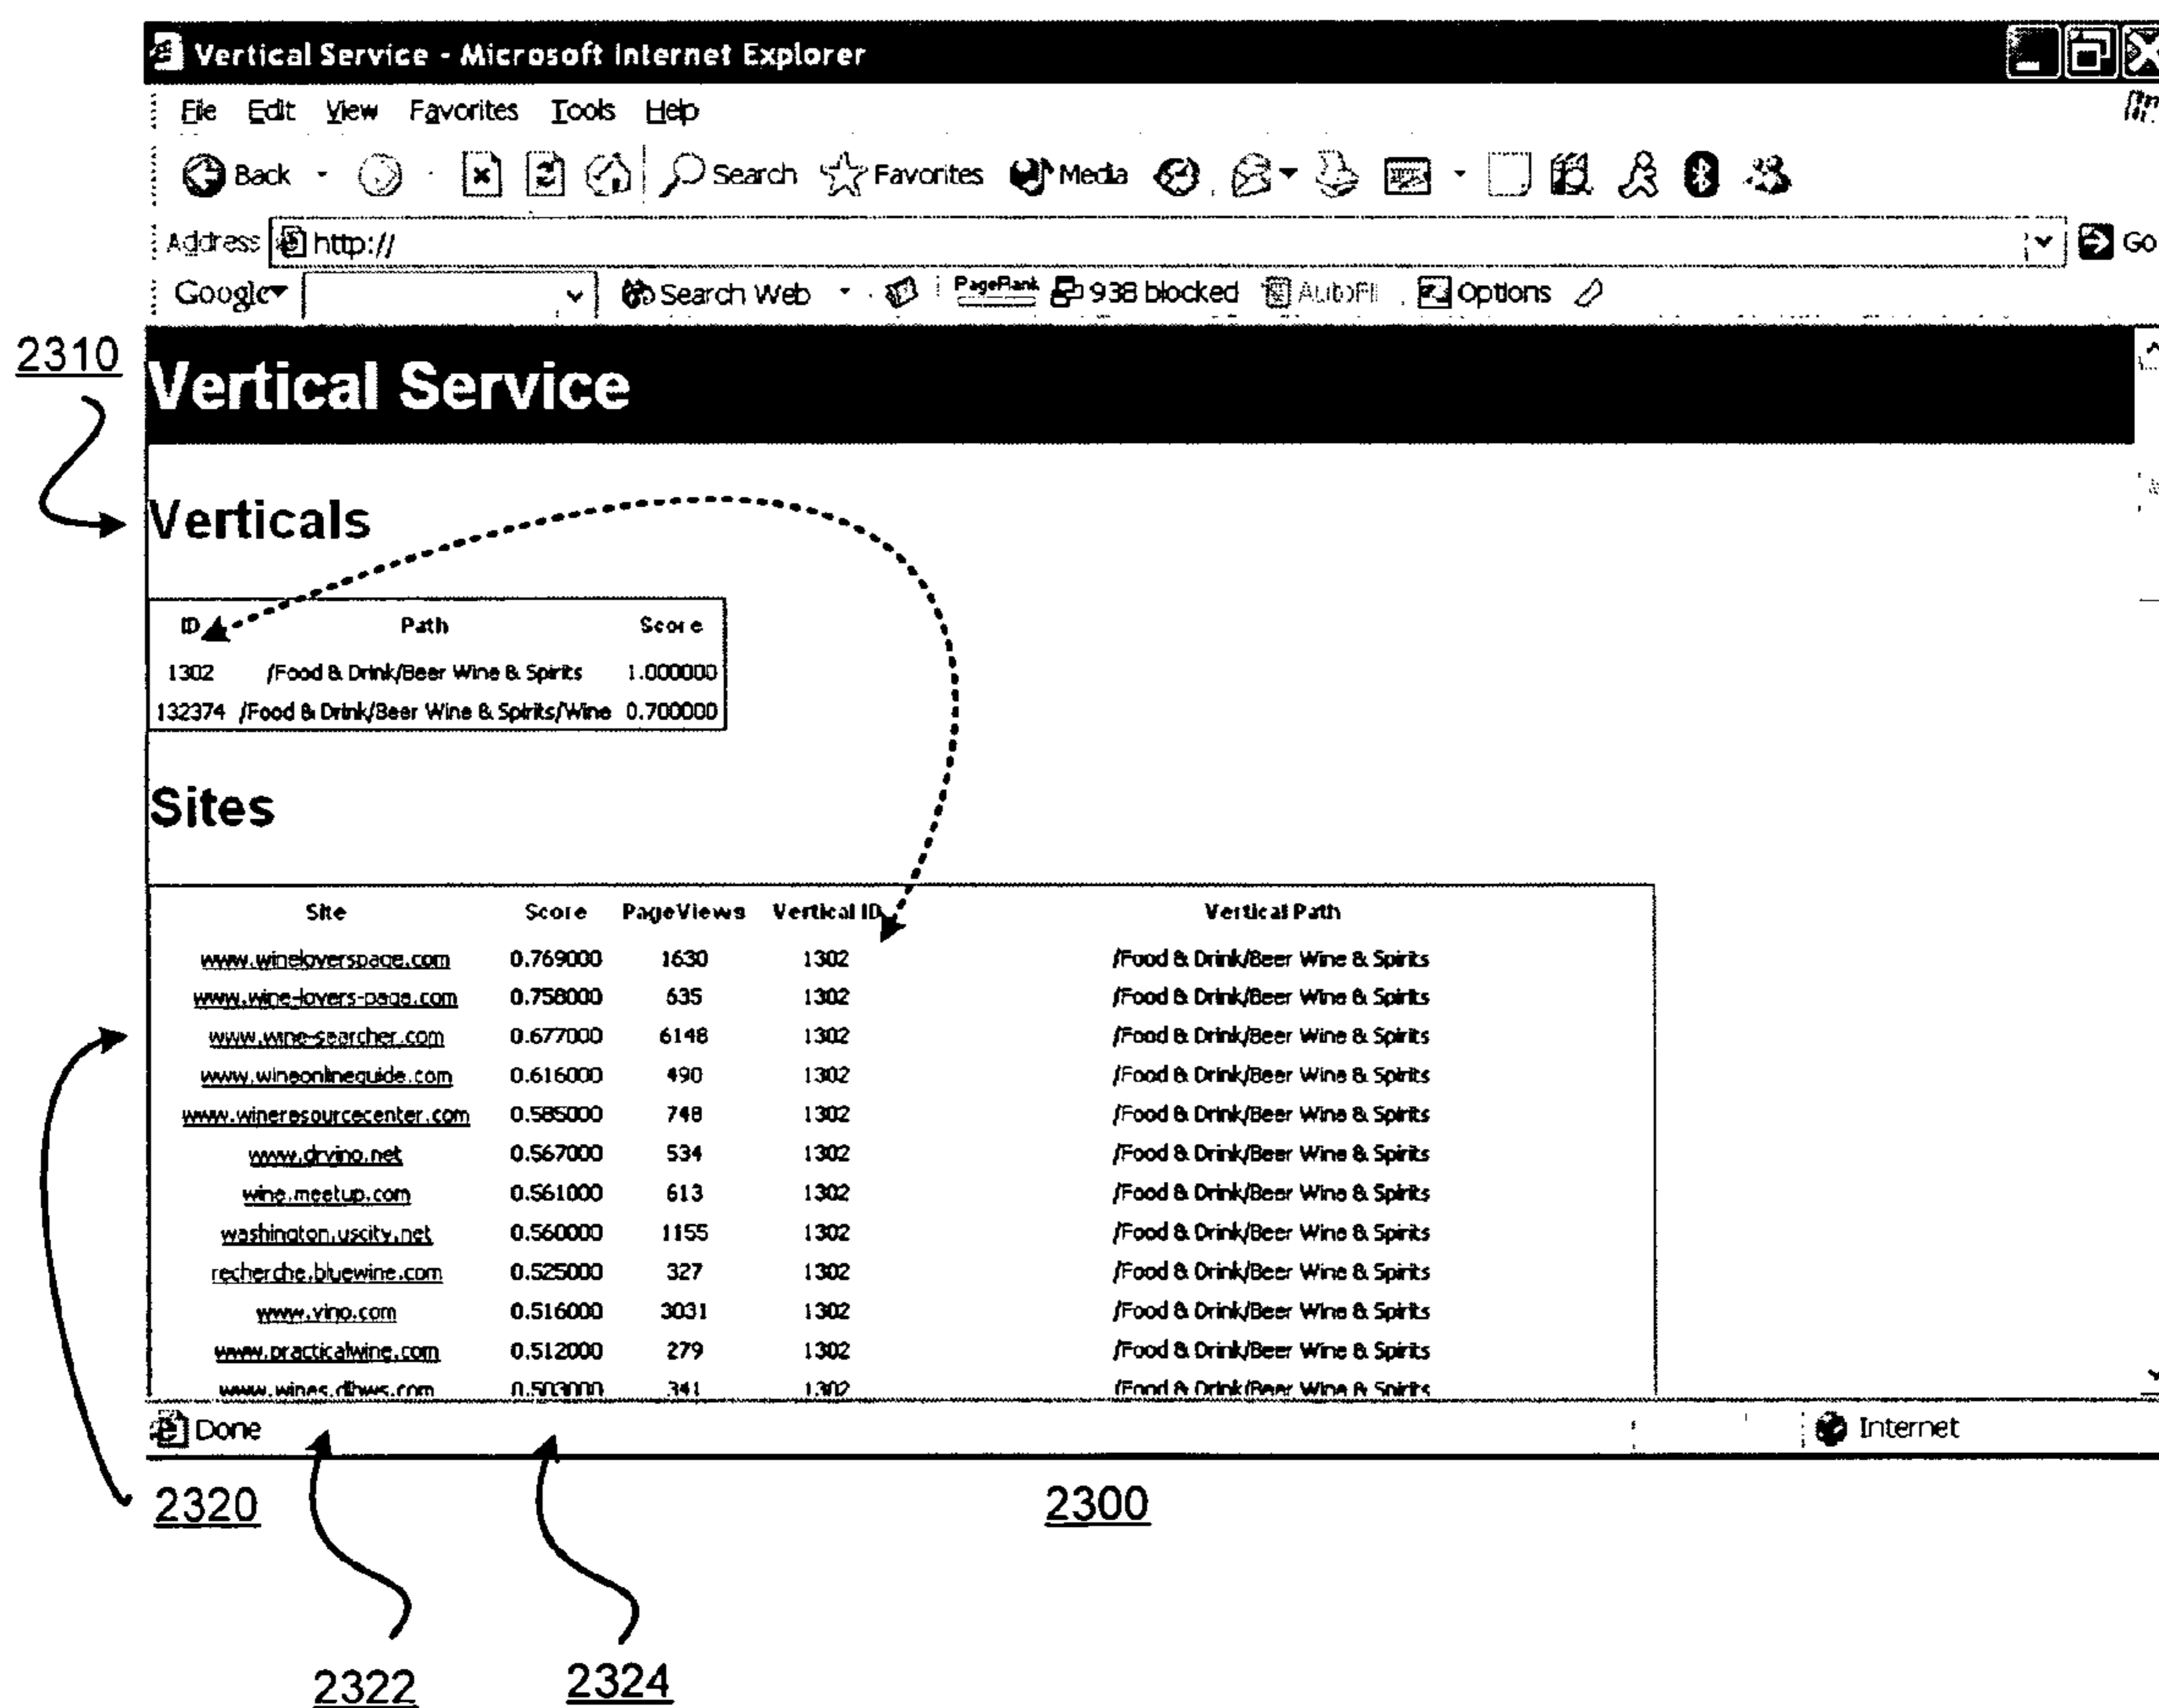 Vertical Service - Microsoft Internet Explorer
File Edit View Favorites Tools Help
Back Search Favorites Media
Address http:// Go
Google Search Web PageRank 938 blocked AutoFill Options
2310
Vertical Service
Verticals
ID Path Score
1302 /Food & Drink/Beer Wine & Spirits 1.000000
132374 /Food & Drink/Beer Wine & Spirits/Wine 0.700000
Sites
Site Score PageViews Vertical ID Vertical Path
www.wineloverspage.com 0.769000 1630 1302 /Food & Drink/Beer Wine & Spirits
www.wine-lovers-page.com 0.758000 635 1302 /Food & Drink/Beer Wine & Spirits
www.wine-searcher.com 0.677000 6148 1302 /Food & Drink/Beer Wine & Spirits
www.wineonlineguide.com 0.616000 490 1302 /Food & Drink/Beer Wine & Spirits
www.wineresourcecenter.com 0.585000 748 1302 /Food & Drink/Beer Wine & Spirits
www.drvino.net 0.567000 534 1302 /Food & Drink/Beer Wine & Spirits
wine.meetup.com 0.561000 613 1302 /Food & Drink/Beer Wine & Spirits
washington.uscity.net 0.560000 1155 1302 /Food & Drink/Beer Wine & Spirits
recherche.bluewine.com 0.525000 327 1302 /Food & Drink/Beer Wine & Spirits
www.vino.com 0.516000 3031 1302 /Food & Drink/Beer Wine & Spirits
www.practicalwine.com 0.512000 279 1302 /Food & Drink/Beer Wine & Spirits
0.503000 341 1302 /Food & Drink/Beer Wine & Spirits
Done Internet
2320 2300
2322 2324